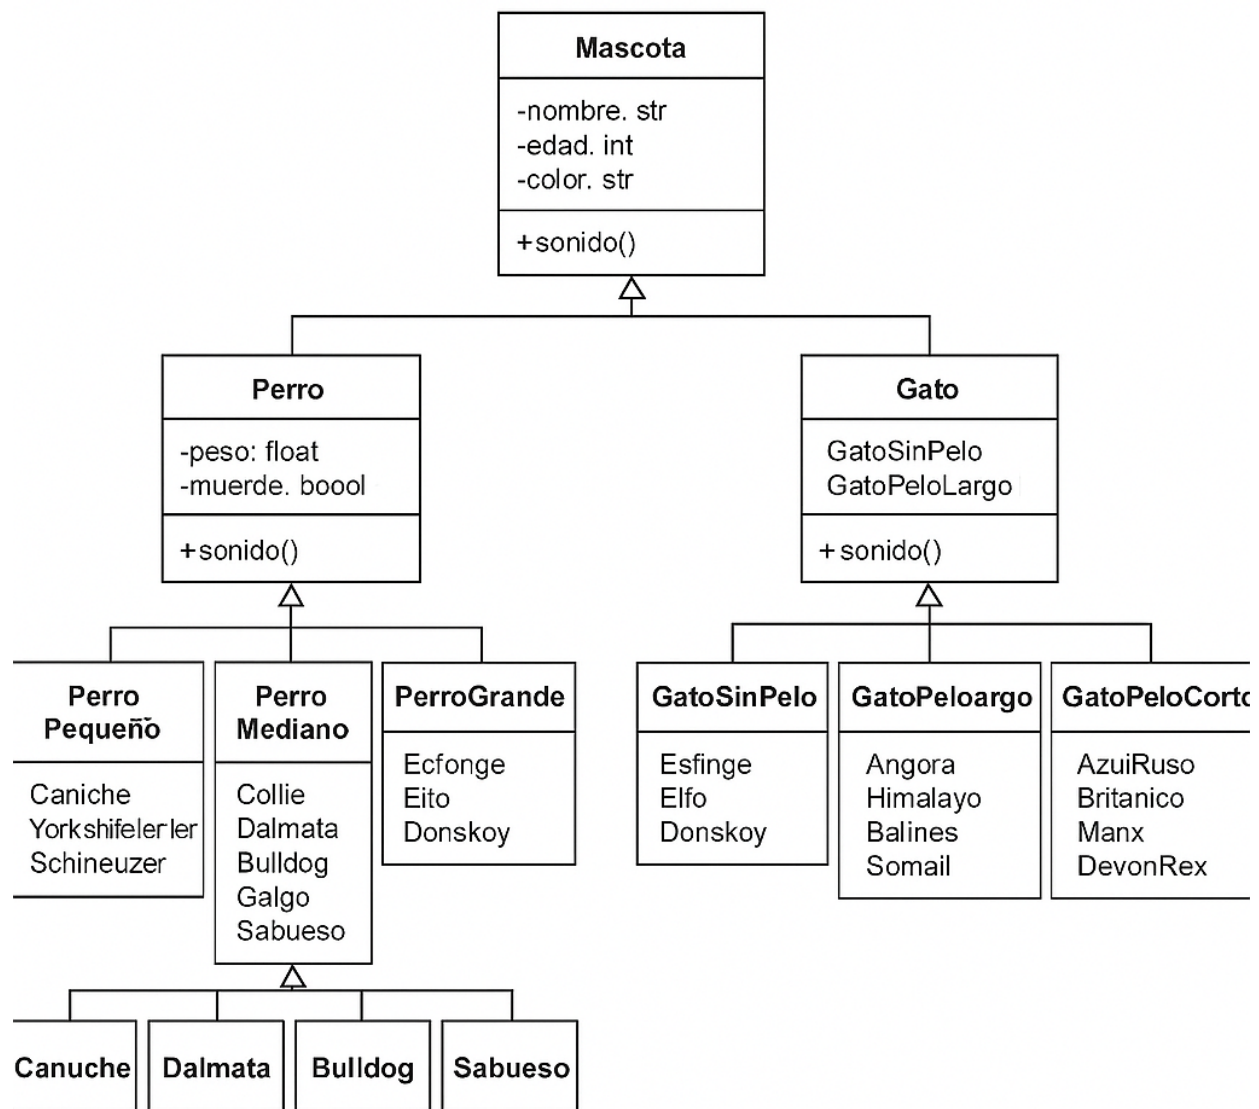 Mascota
-nombre. str
-edad. int
-color. str
+sonido()
Perro
-peso: float
-muerde. boool
+sonido()
Gato
GatoSinPelo
GatoPeloLargo
+sonido()
Perro
Pequeño
Caniche
Yorkshifelerler
Schineuzer
Perro
Mediano
Collie
Dalmata
Bulldog
Galgo
Sabueso
PerroGrande
Ecfonge
Eito
Donskoy
GatoSinPelo
Esfinge
Elfo
Donskoy
GatoPeloargo
Angora
Himalayo
Balines
Somail
GatoPeloCorto
AzuiRuso
Britanico
Manx
DevonRex
Canuche
Dalmata
Bulldog
Sabueso